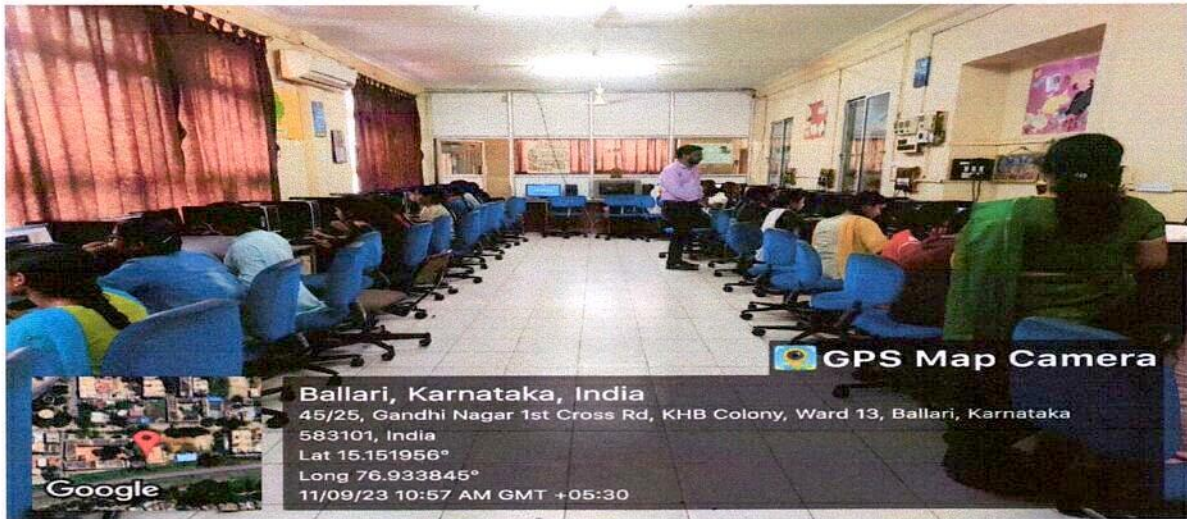 GPS Map Camera
Ballari, Karnataka, India
45/25, Gandhi Nagar 1st Cross Rd, KHB Colony, Ward 13, Ballari, Karnataka
583101, India
Lat 15.151956°
Long 76.933845°
11/09/23 10:57 AM GMT +05:30
Google